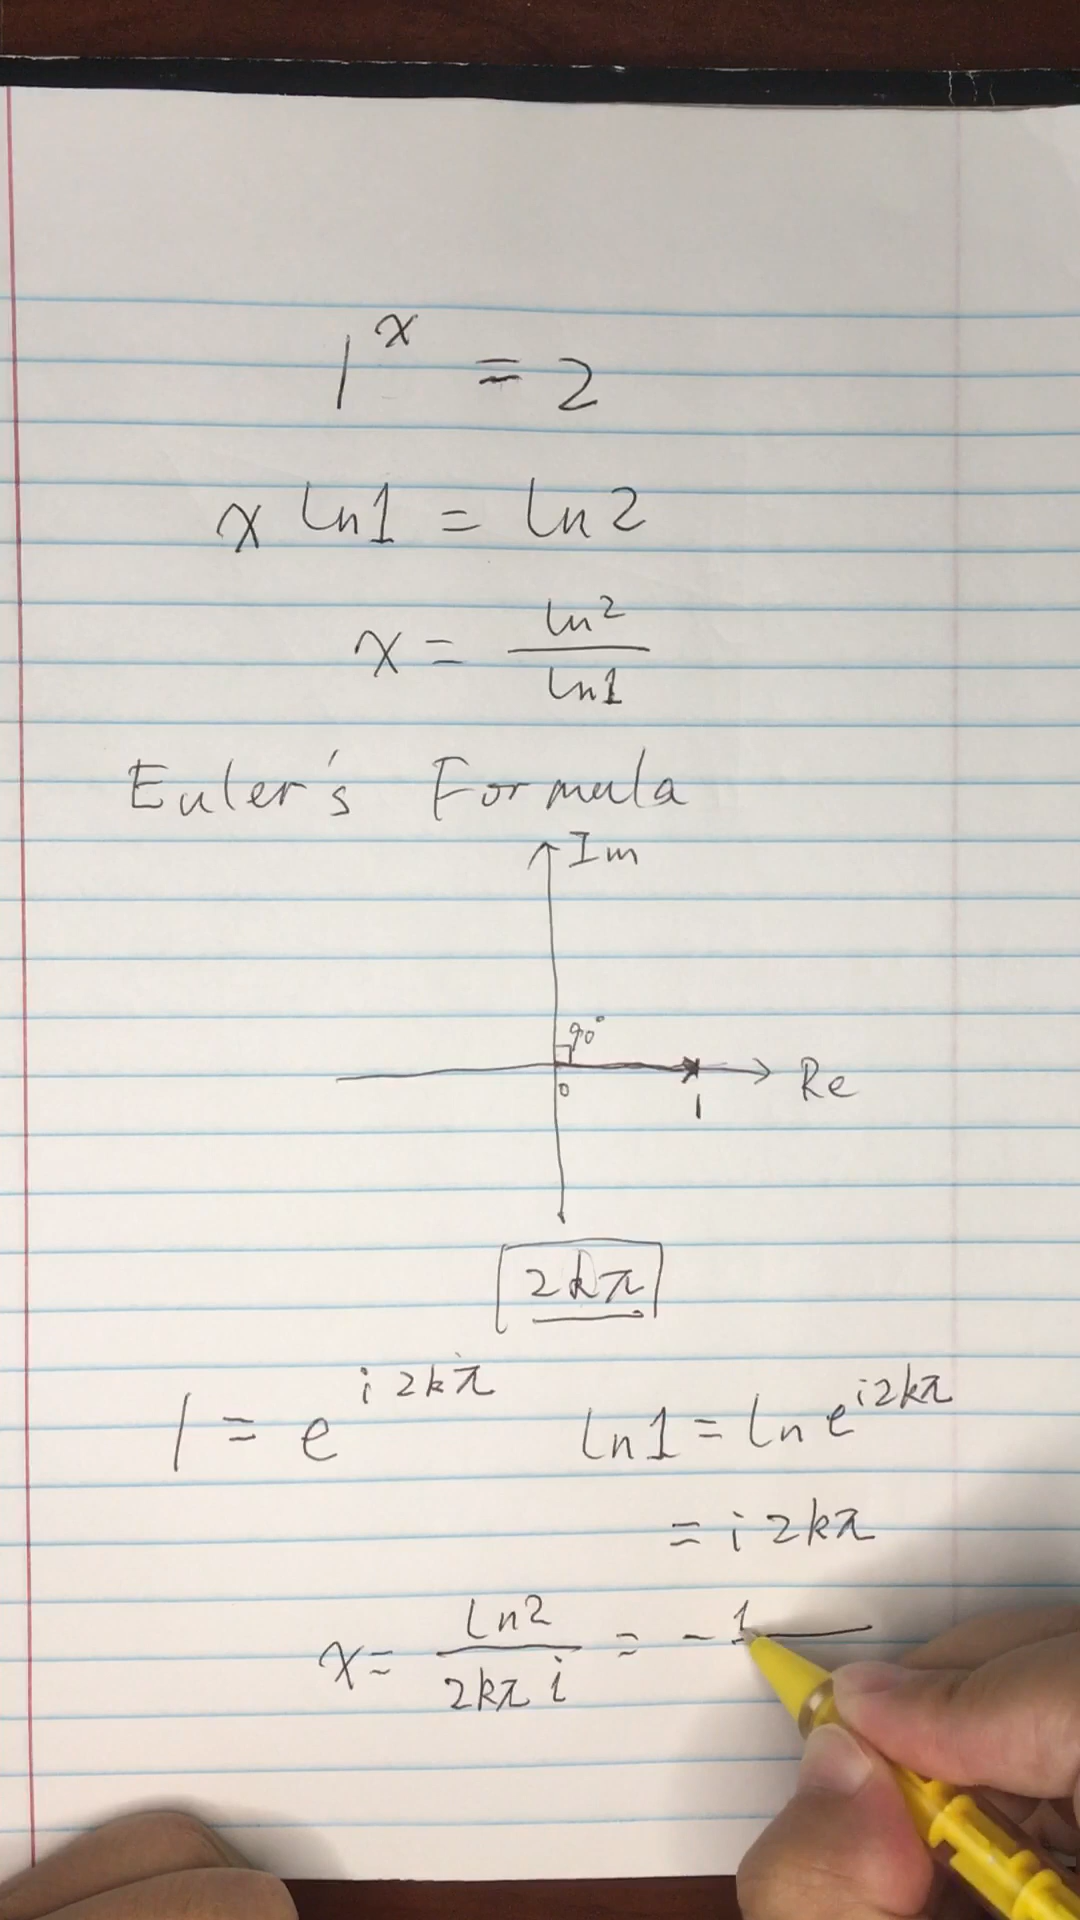 1^x = 2
x ln1 = ln2
x = ln2/ln1
Euler's Formula
Im
90°
0
1
Re
2kπ
1 = e^{i2kπ} ln1 = ln e^{i2kπ}
= i2kπ
x = ln2/2kπi = -